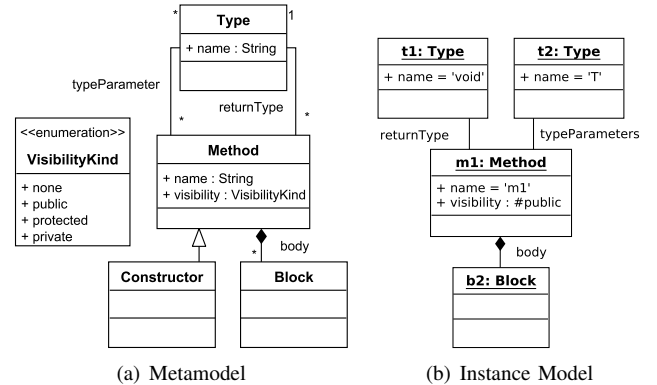 * Type 1
+ name : String
typeParameter
returnType
* *
<<enumeration>>
VisibilityKind
+ none
+ public
+ protected
+ private
Method
+ name : String
+ visibility : VisibilityKind
body
*
Constructor
Block
(a) Metamodel
t1: Type
+ name = 'void'
t2: Type
+ name = 'T'
returnType
typeParameters
m1: Method
+ name = 'm1'
+ visibility : #public
body
b2: Block
(b) Instance Model